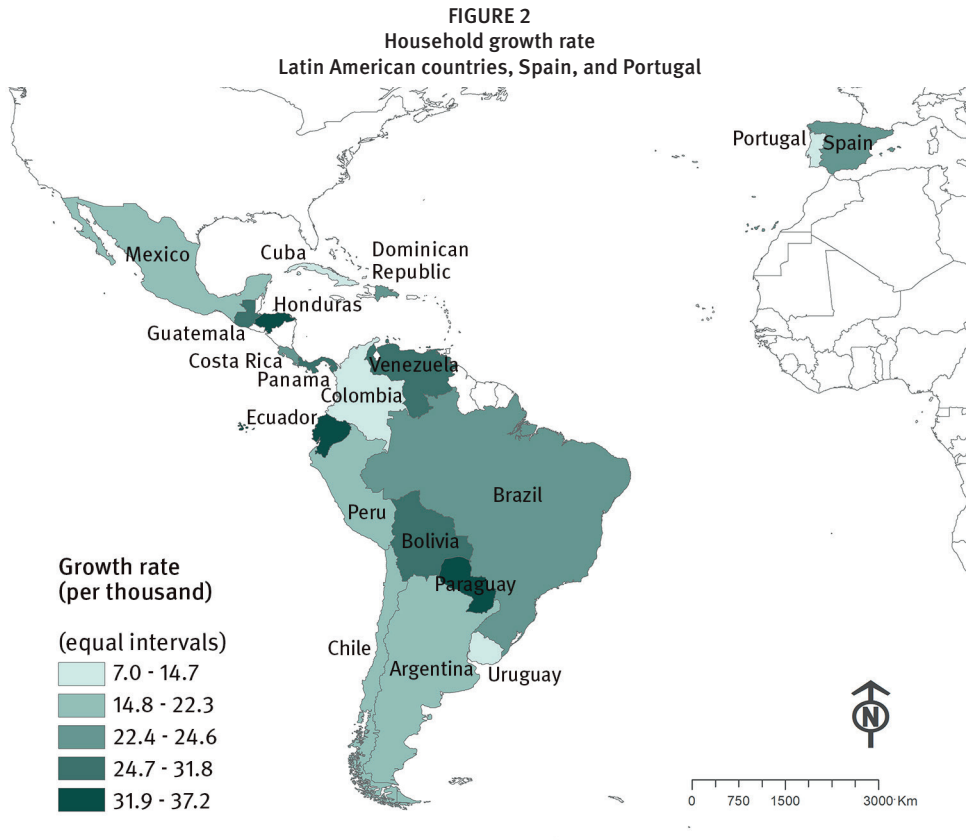 FIGURE 2
Household growth rate
Latin American countries, Spain, and Portugal
Portugal
Spain
Mexico
Cuba
Dominican
Republic
Honduras
Guatemala
Costa Rica
Panama
Venezuela
Colombia
Ecuador
Brazil
Peru
Bolivia
Paraguay
Chile
Argentina
Uruguay
Growth rate
(per thousand)
(equal intervals)
7.0 - 14.7
14.8 - 22.3
22.4 - 24.6
24.7 - 31.8
31.9 - 37.2
N
0 750 1500 3000 Km